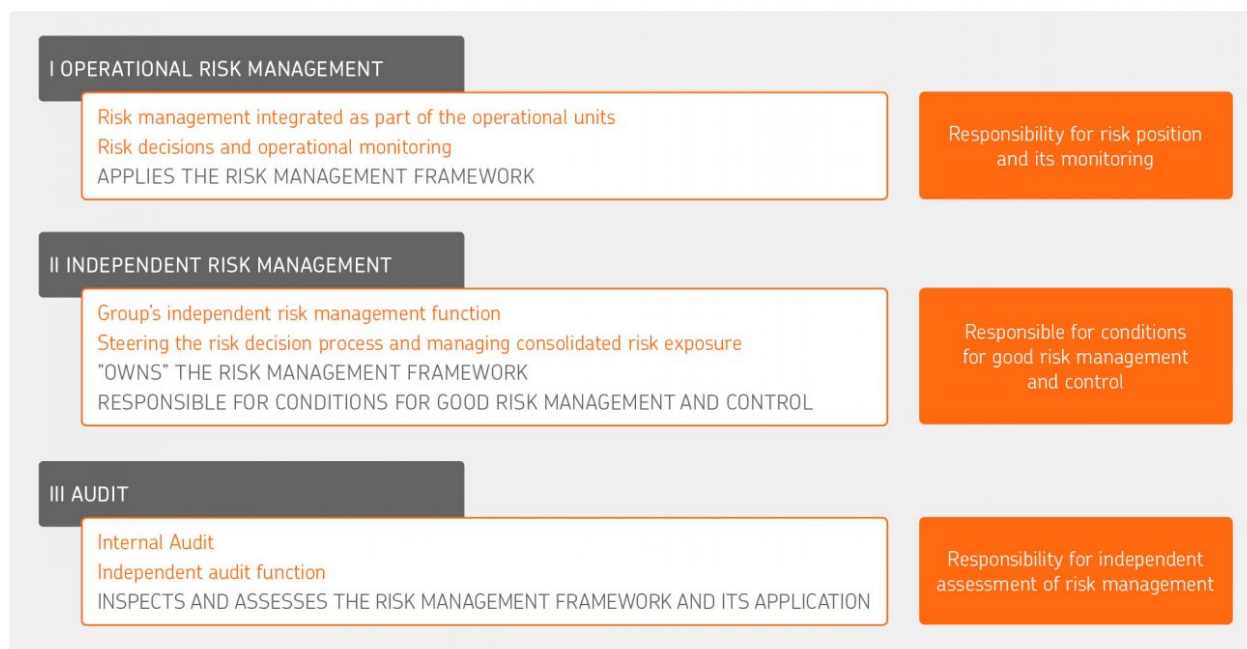 I OPERATIONAL RISK MANAGEMENT
Risk management integrated as part of the operational units
Risk decisions and operational monitoring
APPLIES THE RISK MANAGEMENT FRAMEWORK
Responsibility for risk position
and its monitoring
II INDEPENDENT RISK MANAGEMENT
Group's independent risk management function
Steering the risk decision process and managing consolidated risk exposure
"OWNS" THE RISK MANAGEMENT FRAMEWORK
RESPONSIBLE FOR CONDITIONS FOR GOOD RISK MANAGEMENT AND CONTROL
Responsible for conditions
for good risk management
and control
III AUDIT
Internal Audit
Independent audit function
INSPECTS AND ASSESSES THE RISK MANAGEMENT FRAMEWORK AND ITS APPLICATION
Responsibility for independent
assessment of risk management